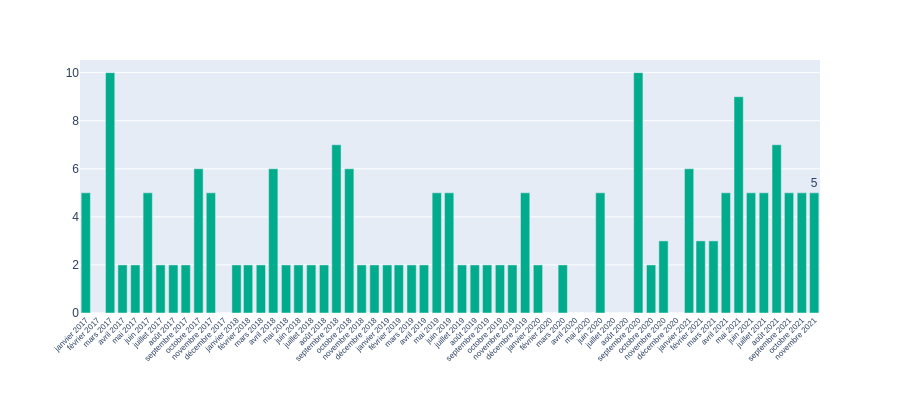 10
8
6
4
2
0
5
janvier 2017
février 2017
mars 2017
avril 2017
mai 2017
juin 2017
juillet 2017
août 2017
septembre 2017
octobre 2017
novembre 2017
décembre 2017
janvier 2018
février 2018
mars 2018
avril 2018
mai 2018
juin 2018
juillet 2018
août 2018
septembre 2018
octobre 2018
novembre 2018
décembre 2018
janvier 2019
février 2019
mars 2019
avril 2019
mai 2019
juin 2019
juillet 2019
août 2019
septembre 2019
octobre 2019
novembre 2019
décembre 2019
janvier 2020
février 2020
mars 2020
avril 2020
mai 2020
juin 2020
juillet 2020
août 2020
septembre 2020
octobre 2020
novembre 2020
décembre 2020
janvier 2021
février 2021
mars 2021
avril 2021
mai 2021
juin 2021
juillet 2021
août 2021
septembre 2021
octobre 2021
novembre 2021